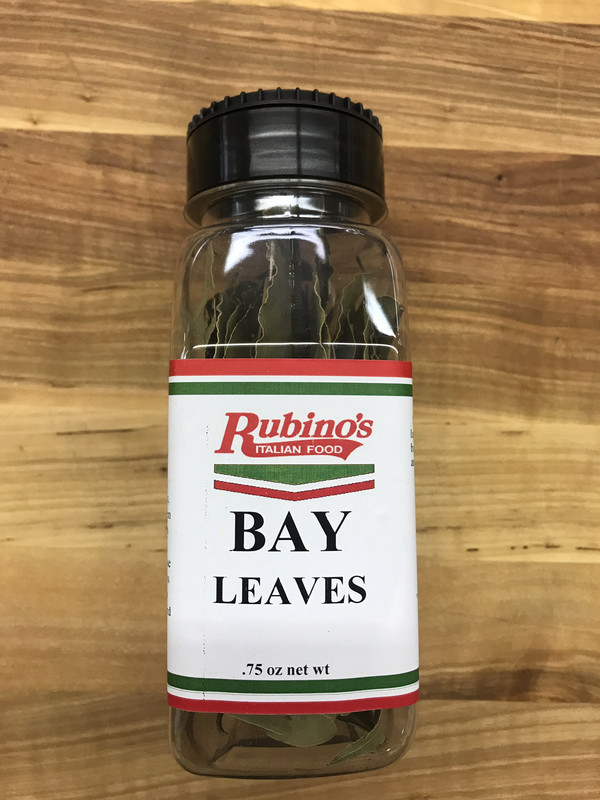 Rubino's
ITALIAN FOOD
BAY
LEAVES
.75 oz net wt